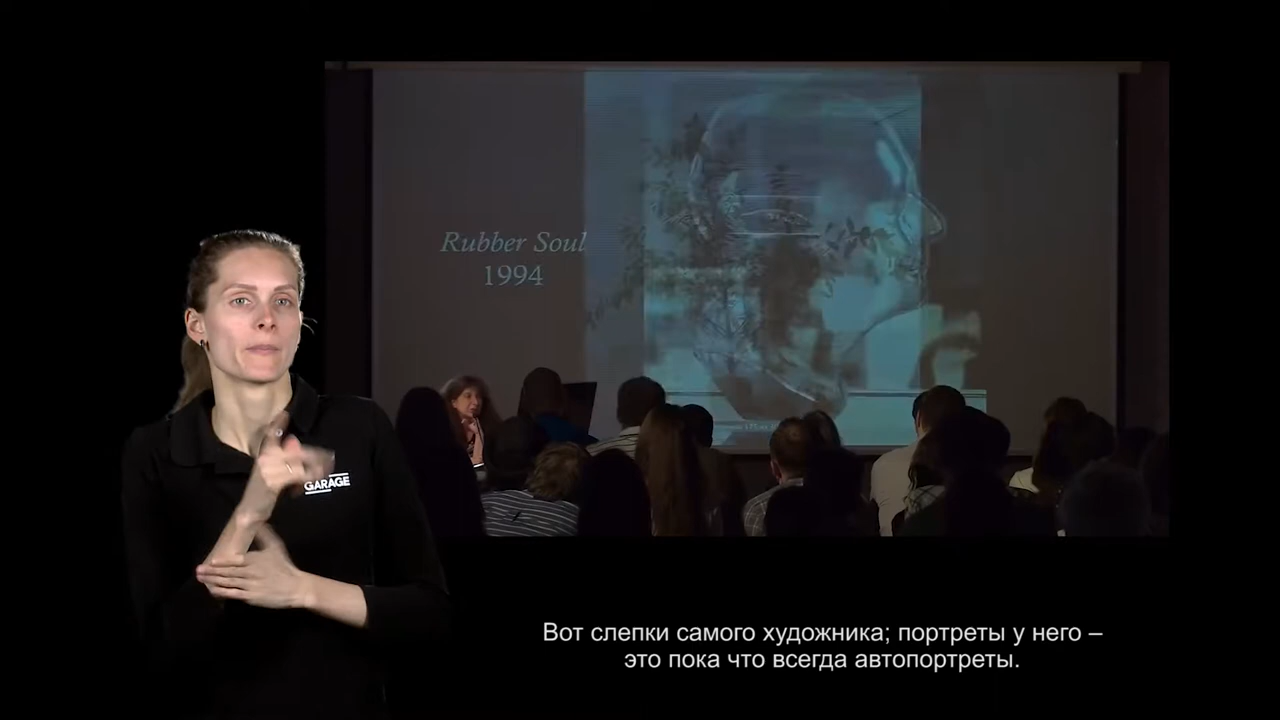 Rubber Soul
1994
GARAGE
Вот слепки самого художника; портреты у него –
это пока что всегда автопортреты.